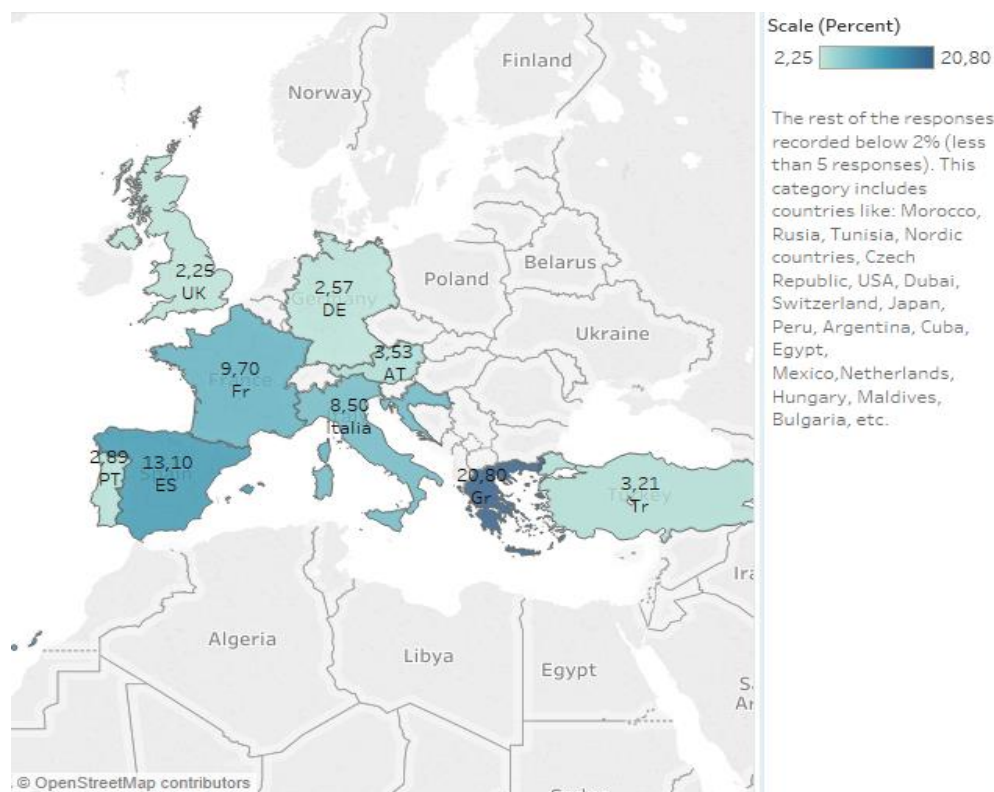 Scale (Percent)
2,25 20,80
The rest of the responses
recorded below 2% (less
than 5 responses). This
category includes
countries like: Morocco,
Rusia, Tunisia, Nordic
countries, Czech
Republic, USA, Dubai,
Switzerland, Japan,
Peru, Argentina, Cuba,
Egypt,
Mexico,Netherlands,
Hungary, Maldives,
Bulgaria, etc.
Finland
Norway
Belarus
Poland
2,25
UK
2,57
Germany
DE
Ukraine
3,53
AT
9,70
France
Fr
8,50
Italia
2,89
PT
13,10
Spain
ES
20,80
Gr
3,21
Turkey
Tr
Algeria
Libya
Egypt
© OpenStreetMap contributors